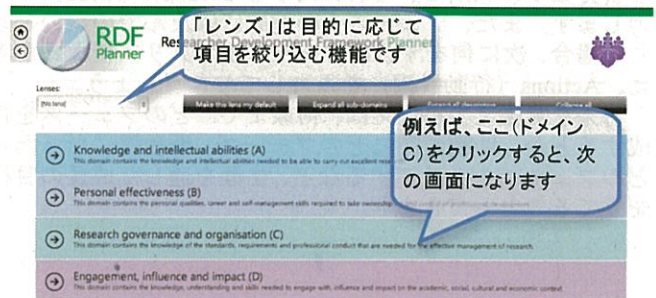 RDF
Planner
Researcher Development Framework Planner
「レンズ」は目的に応じて
項目を絞り込む機能です
Lenses:
[No lens]
Make this lens my default
Expand all sub-domains
Expand all descriptors
Collapse all
例えば、ここ(ドメイン
C)をクリックすると、次
の画面になります
Knowledge and intellectual abilities (A)
This domain contains the knowledge and intellectual abilities needed to be able to carry out excellent
Personal effectiveness (B)
This domain contains the personal qualities, career and self-management skills required to take ownership
Research governance and organisation (C)
This domain contains the knowledge of the standards, requirements and professional conduct that are needed for the effective management of research.
Engagement, influence and impact (D)
This domain contains the knowledge, understanding and skills needed to engage with, influence and impact on the academic, social, cultural and economic context.